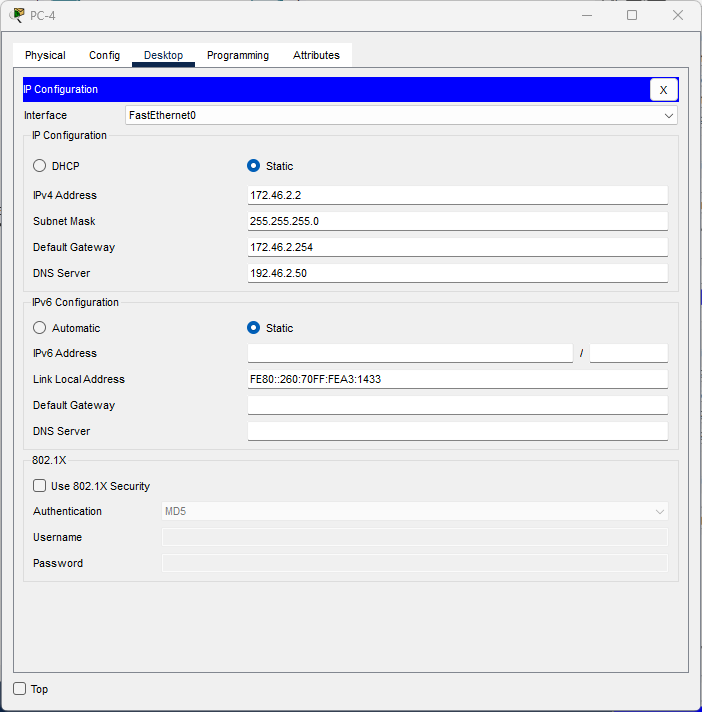 PC-4
Physical Config Desktop Programming Attributes
IP Configuration X
Interface FastEthernet0
IP Configuration
DHCP Static
IPv4 Address 172.46.2.2
Subnet Mask 255.255.255.0
Default Gateway 172.46.2.254
DNS Server 192.46.2.50
IPv6 Configuration
Automatic Static
IPv6 Address /
Link Local Address FE80::260:70FF:FEA3:1433
Default Gateway
DNS Server
802.1X
Use 802.1X Security
Authentication MD5
Username
Password
Top